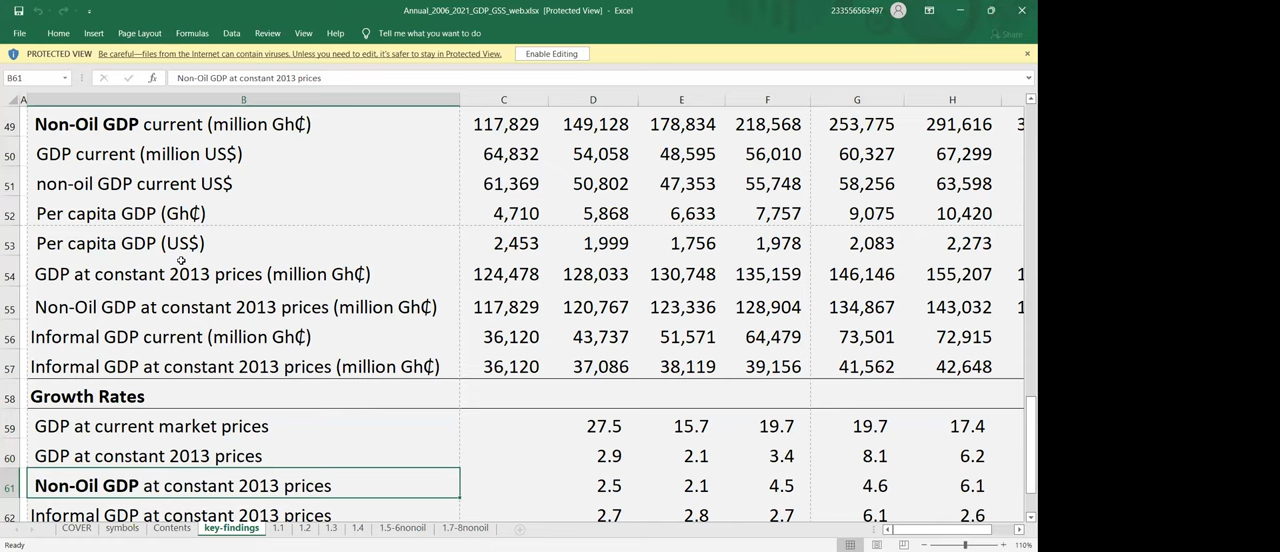 Annual_2006_2021_GDP_GSS_web.xlsx [Protected View] - Excel 233556563497
File Home Insert Page Layout Formulas Data Review View Help Tell me what you want to do Share
PROTECTED VIEW Be careful—files from the Internet can contain viruses. Unless you need to edit, it's safer to stay in Protected View. Enable Editing
B61 fx Non-Oil GDP at constant 2013 prices
A B C D E F G H
49 Non-Oil GDP current (million Gh₵) 117,829 149,128 178,834 218,568 253,775 291,616 3
50 GDP current (million US$) 64,832 54,058 48,595 56,010 60,327 67,299
51 non-oil GDP current US$ 61,369 50,802 47,353 55,748 58,256 63,598
52 Per capita GDP (Gh₵) 4,710 5,868 6,633 7,757 9,075 10,420
53 Per capita GDP (US$) 2,453 1,999 1,756 1,978 2,083 2,273
54 GDP at constant 2013 prices (million Gh₵) 124,478 128,033 130,748 135,159 146,146 155,207 1
55 Non-Oil GDP at constant 2013 prices (million Gh₵) 117,829 120,767 123,336 128,904 134,867 143,032 1
56 Informal GDP current (million Gh₵) 36,120 43,737 51,571 64,479 73,501 72,915
57 Informal GDP at constant 2013 prices (million Gh₵) 36,120 37,086 38,119 39,156 41,562 42,648
58 Growth Rates
59 GDP at current market prices 27.5 15.7 19.7 19.7 17.4
60 GDP at constant 2013 prices 2.9 2.1 3.4 8.1 6.2
61 Non-Oil GDP at constant 2013 prices 2.5 2.1 4.5 4.6 6.1
62 Informal GDP at constant 2013 prices 2.7 2.8 2.7 6.1 2.6
COVER symbols Contents key-findings 1.1 1.2 1.3 1.4 1.5-6nonoil 1.7-8nonoil
Ready 110%